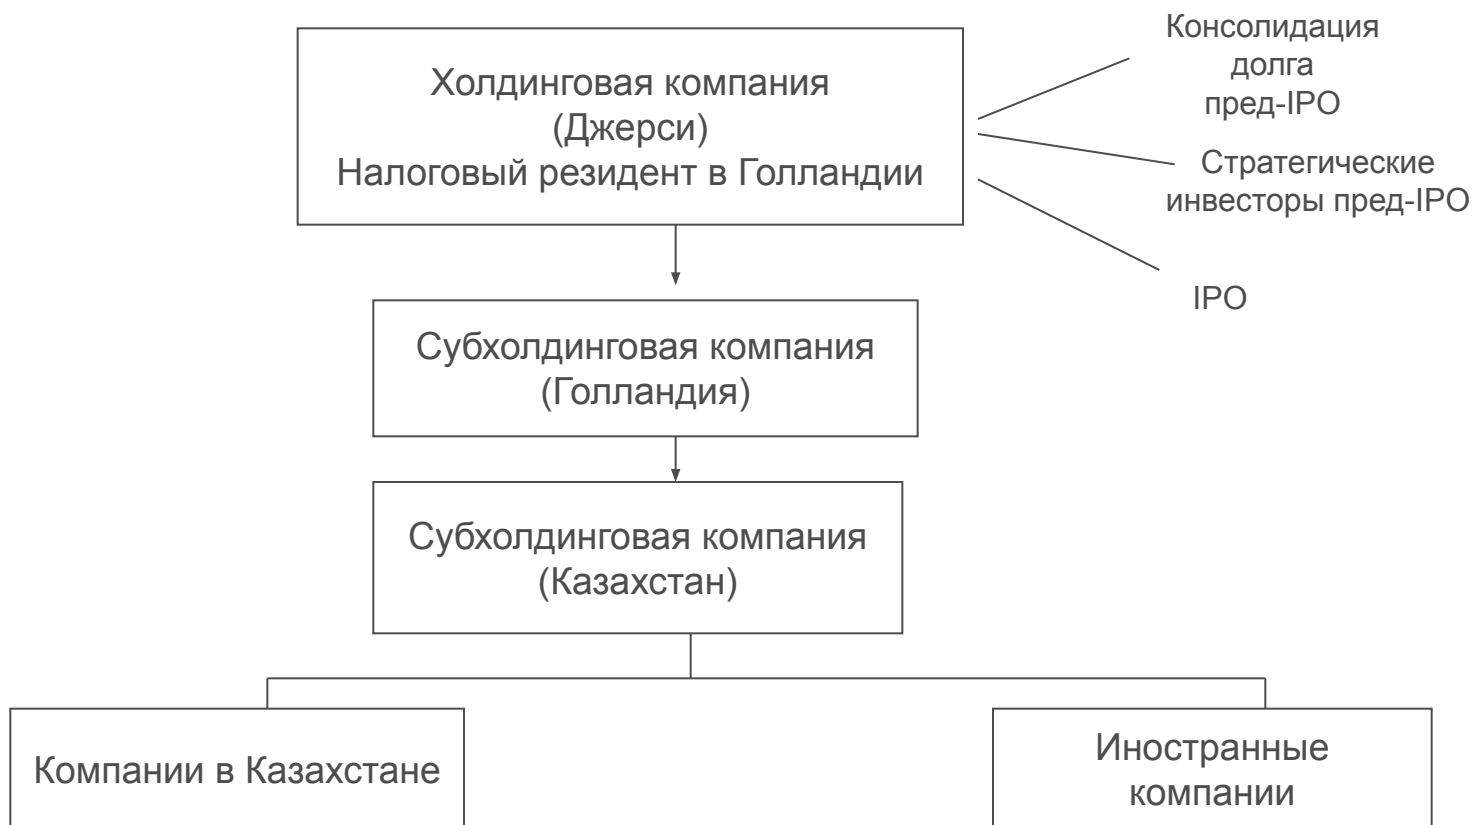 Холдинговая компания
(Джерси)
Налоговый резидент в Голландии
Консолидация
долга
пред-IPO
Стратегические
инвесторы пред-IPO
IPO
Субхолдинговая компания
(Голландия)
Субхолдинговая компания
(Казахстан)
Компании в Казахстане
Иностранные
компании